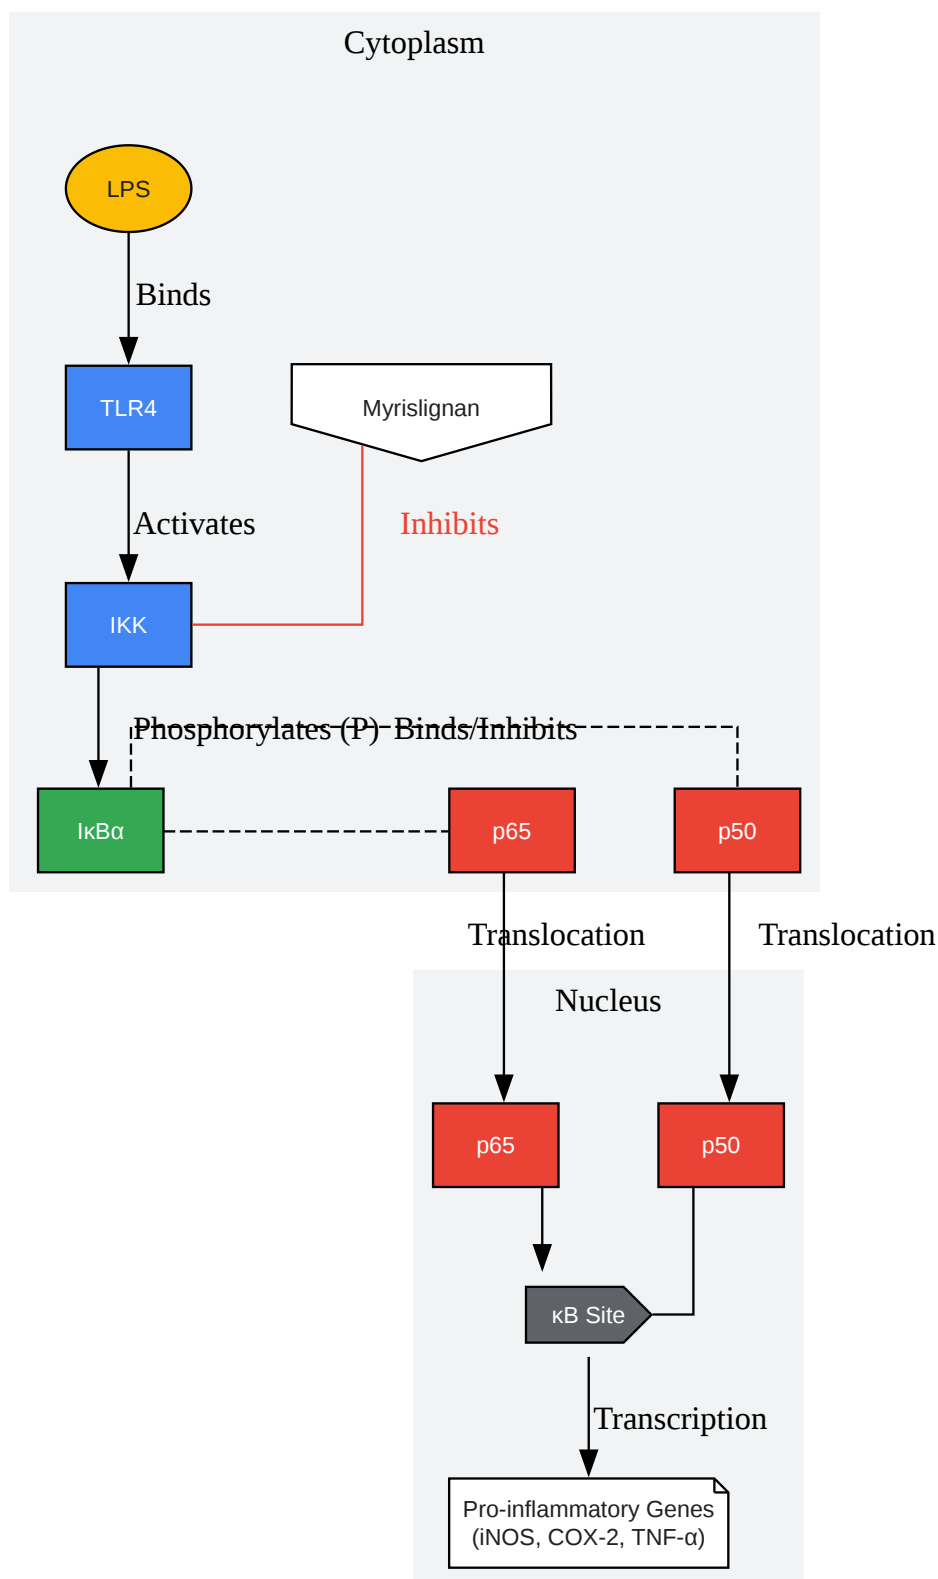 Cytoplasm
LPS
Binds
TLR4
Myrislignan
Activates
Inhibits
IKK
Phosphorylates (P)
Binds/Inhibits
IκBα
p65
p50
Translocation
Translocation
Nucleus
p65
p50
κB Site
Transcription
Pro-inflammatory Genes
(iNOS, COX-2, TNF-α)